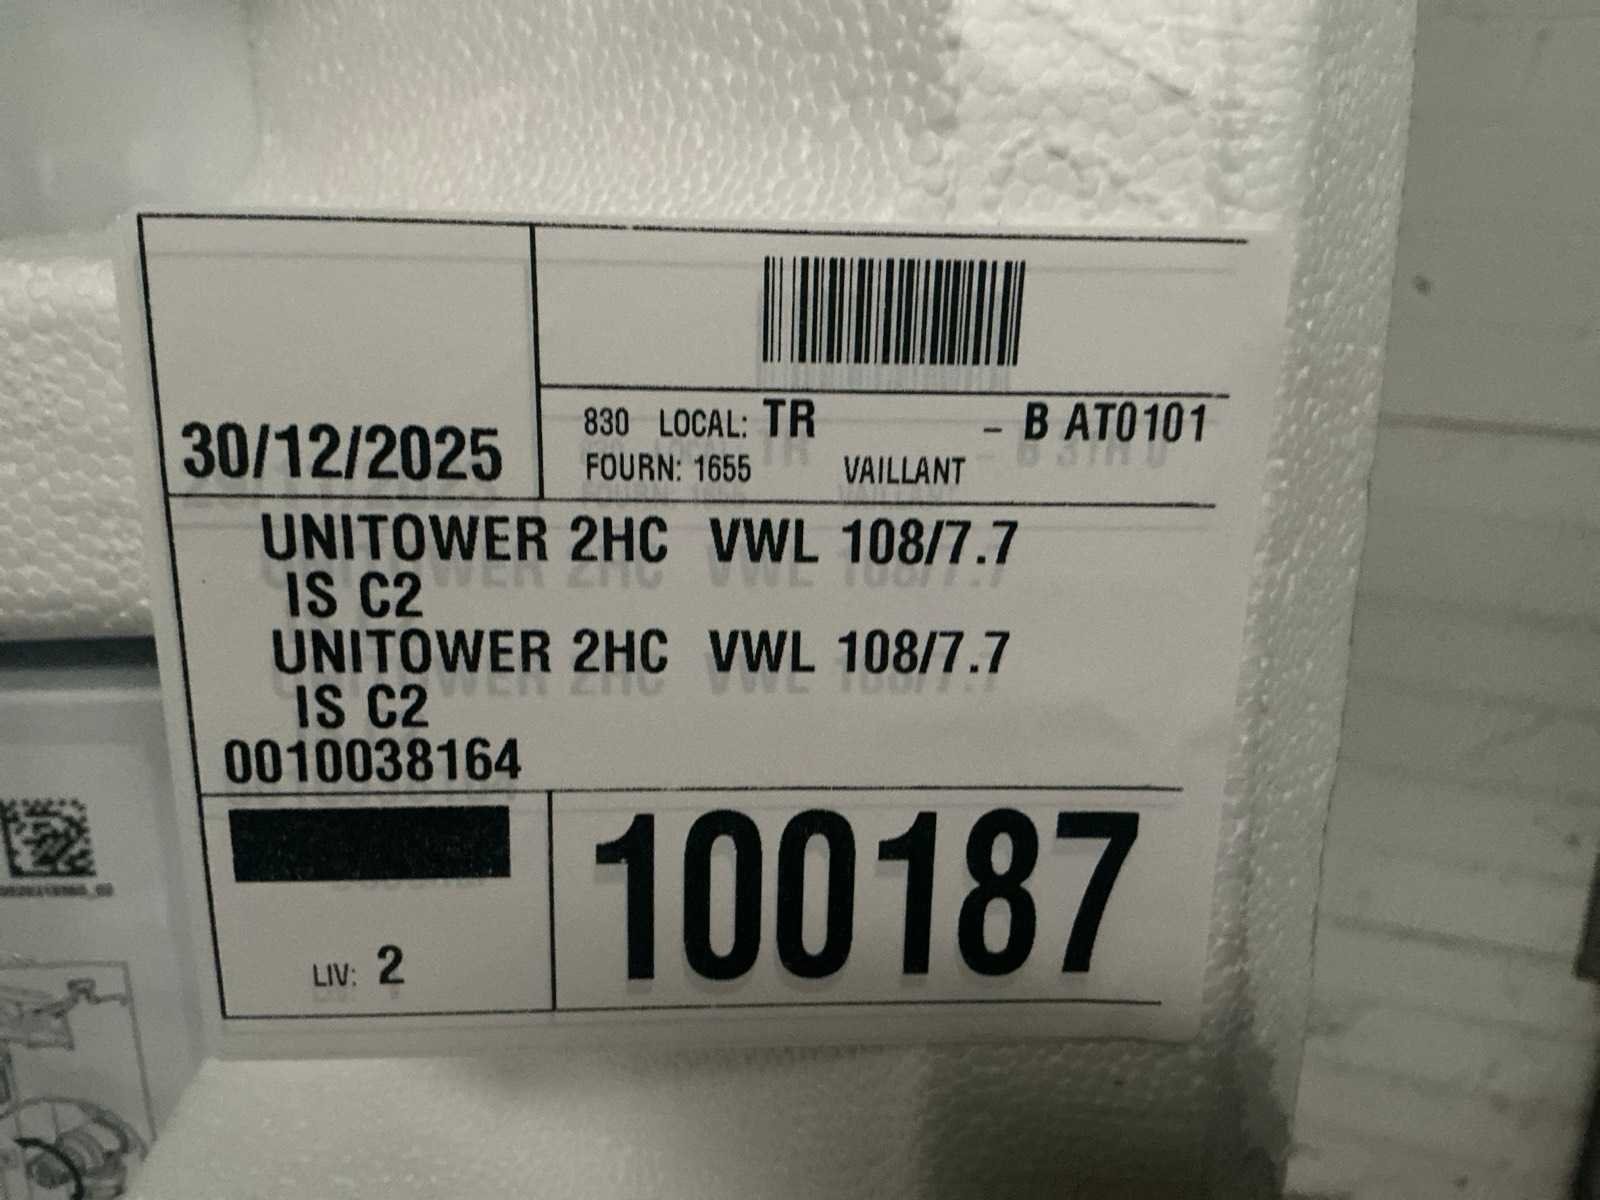 30/12/2025
830 LOCAL: TR - B AT0101
FOURN: 1655 VAILLANT
UNITOWER 2HC VWL 108/7.7
IS C2
UNITOWER 2HC VWL 108/7.7
IS C2
0010038164
LIV: 2
100187